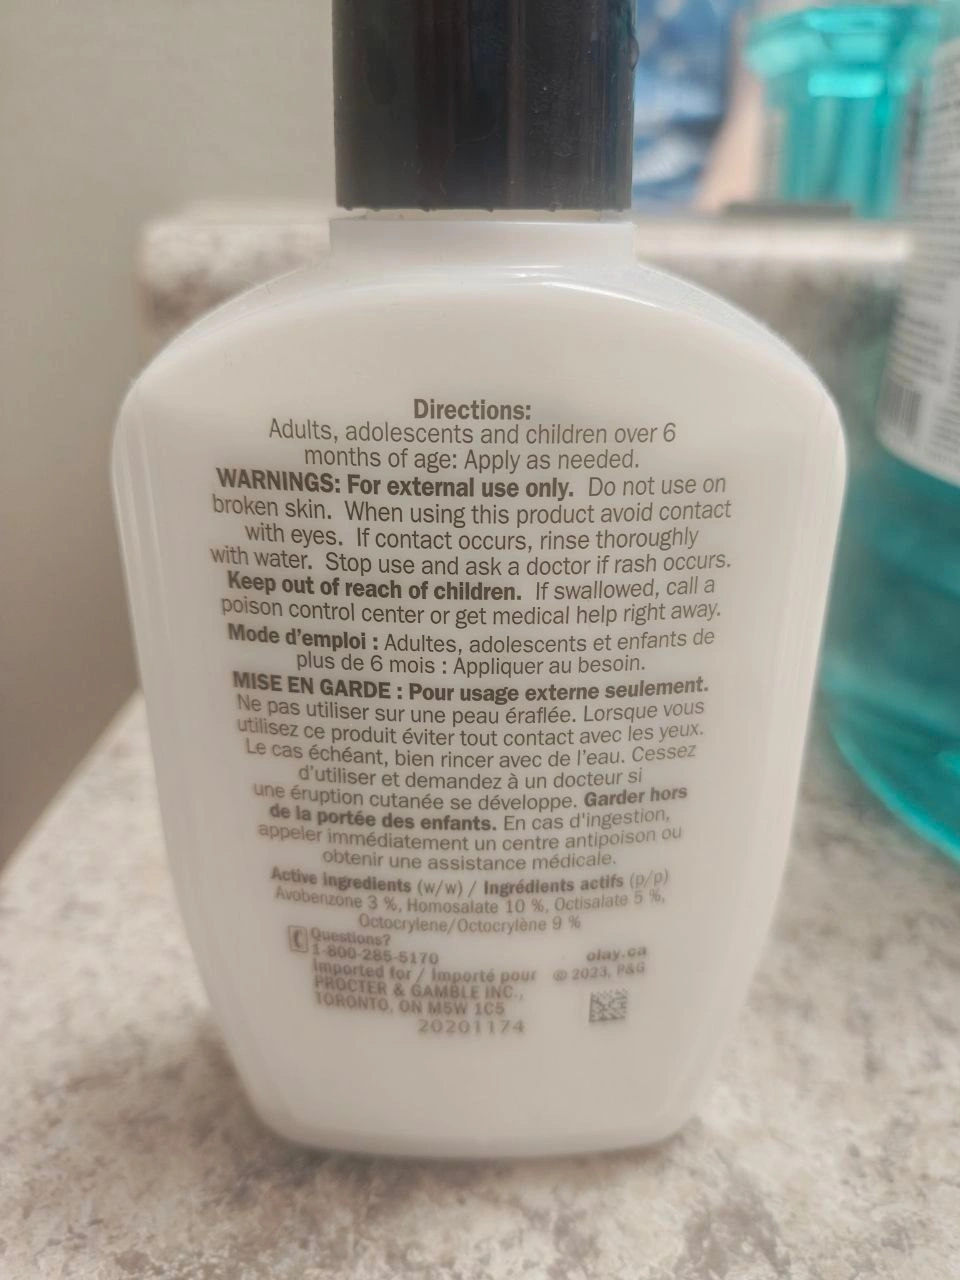 Directions:
Adults, adolescents and children over 6
months of age: Apply as needed.
WARNINGS: For external use only. Do not use on
broken skin. When using this product avoid contact
with eyes. If contact occurs, rinse thoroughly
with water. Stop use and ask a doctor if rash occurs.
Keep out of reach of children. If swallowed, call a
poison control center or get medical help right away.
Mode d'emploi : Adultes, adolescents et enfants de
plus de 6 mois : Appliquer au besoin.
MISE EN GARDE : Pour usage externe seulement.
Ne pas utiliser sur une peau éraflée. Lorsque vous
utilisez ce produit éviter tout contact avec les yeux.
Le cas échéant, bien rincer avec de l'eau. Cessez
d'utiliser et demandez à un docteur si
une éruption cutanée se développe. Garder hors
de la portée des enfants. En cas d'ingestion,
appeler immédiatement un centre antipoison ou
obtenir une assistance médicale.
Active ingredients (w/w) / Ingrédients actifs (p/p)
Avobenzone 3 %, Homosalate 10 %, Octisalate 5 %,
Octocrylene/Octocrylène 9 %
Questions?
1-800-285-5170
Imported for / Importé pour
PROCTER & GAMBLE INC.,
TORONTO, ON M5W 1C5
olay.ca
© 2023, P&G
20201174